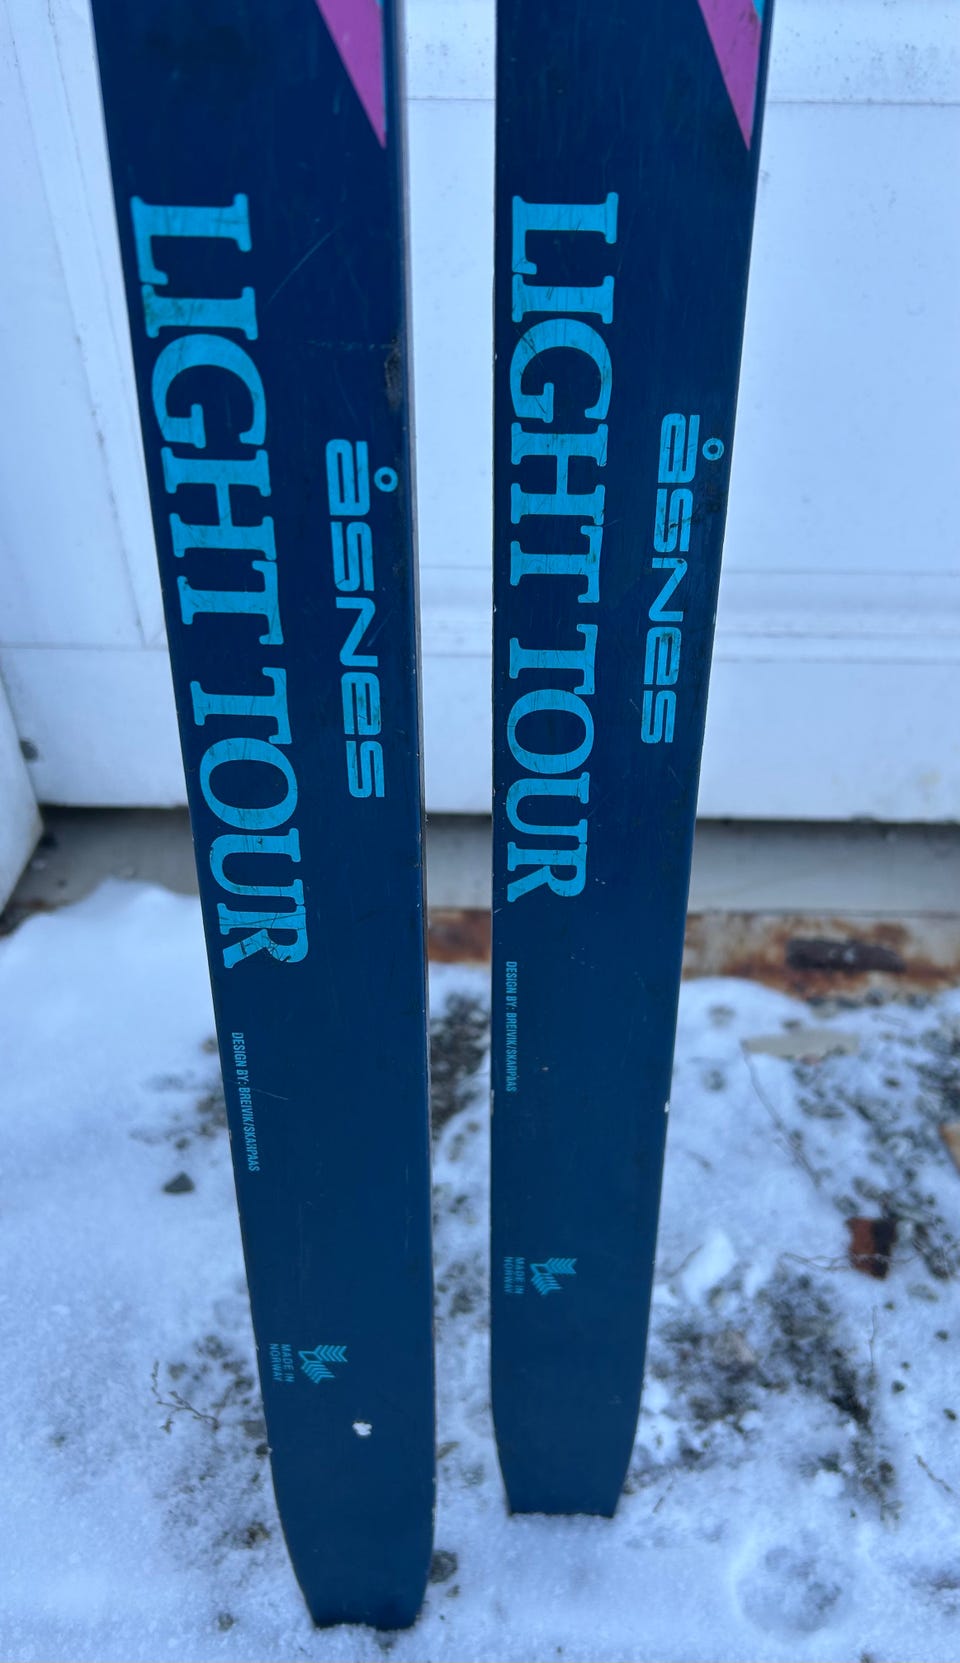 LIGHT TOUR
åsnes
DESIGN BY: BREIVIK/SKARPAAS
MADE IN
NORWAY
LIGHT TOUR
åsnes
DESIGN BY: BREIVIK/SKARPAAS
MADE IN
NORWAY